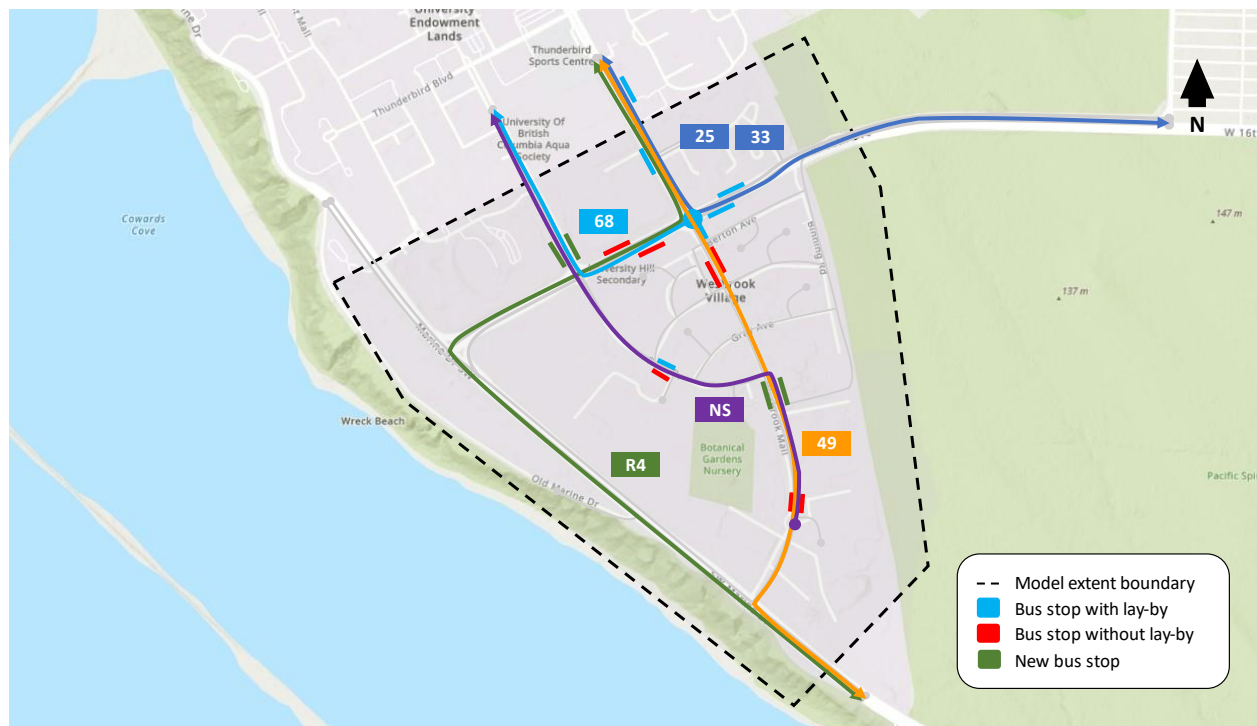 University
Endowment
Lands
Thunderbird
Sports Centre
Thunderbird Blvd
University Of
British
Columbia Aqua
Society
25
33
N
W 16th
Cowards
Cove
68
University Hill
Secondary
Wesbrook
Village
Binning Rd
147 m
137 m
Gray Ave
Marine Dr SW
Wreck Beach
NS
Botanical
Gardens
Nursery
49
R4
Old Marine Dr
Pacific Spi
Model extent boundary
Bus stop with lay-by
Bus stop without lay-by
New bus stop